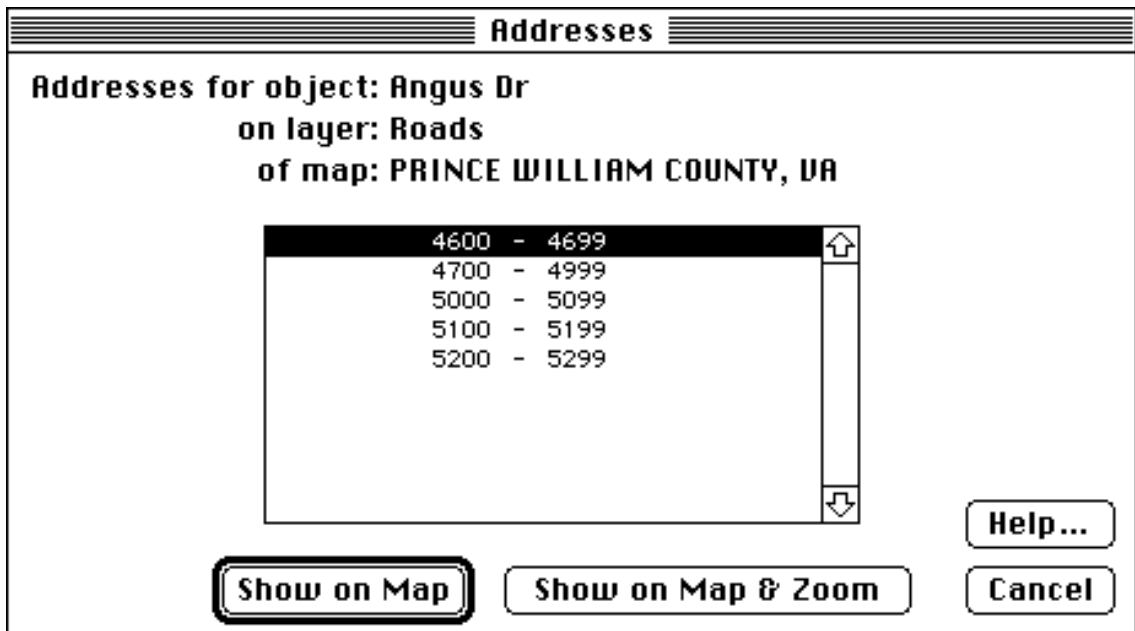 Addresses
Addresses for object: Angus Dr
on layer: Roads
of map: PRINCE WILLIAM COUNTY, VA
4600 - 4699
4700 - 4999
5000 - 5099
5100 - 5199
5200 - 5299
Help...
Show on Map
Show on Map & Zoom
Cancel